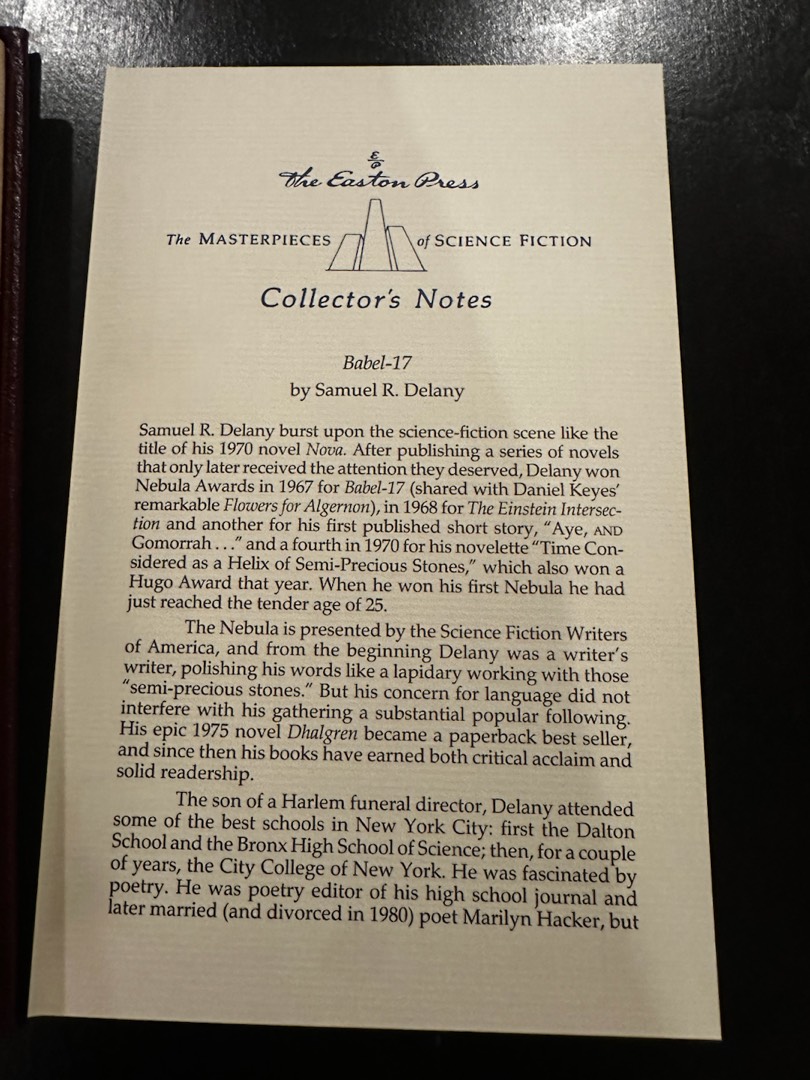 E/P
The Easton Press
The MASTERPIECES of SCIENCE FICTION
Collector's Notes
Babel-17
by Samuel R. Delany
Samuel R. Delany burst upon the science-fiction scene like the
title of his 1970 novel Nova. After publishing a series of novels
that only later received the attention they deserved, Delany won
Nebula Awards in 1967 for Babel-17 (shared with Daniel Keyes'
remarkable Flowers for Algernon), in 1968 for The Einstein Intersec-
tion and another for his first published short story, "Aye, AND
Gomorrah . . ." and a fourth in 1970 for his novelette "Time Con-
sidered as a Helix of Semi-Precious Stones," which also won a
Hugo Award that year. When he won his first Nebula he had
just reached the tender age of 25.
The Nebula is presented by the Science Fiction Writers
of America, and from the beginning Delany was a writer's
writer, polishing his words like a lapidary working with those
"semi-precious stones." But his concern for language did not
interfere with his gathering a substantial popular following.
His epic 1975 novel Dhalgren became a paperback best seller,
and since then his books have earned both critical acclaim and
solid readership.
The son of a Harlem funeral director, Delany attended
some of the best schools in New York City: first the Dalton
School and the Bronx High School of Science; then, for a couple
of years, the City College of New York. He was fascinated by
poetry. He was poetry editor of his high school journal and
later married (and divorced in 1980) poet Marilyn Hacker, but